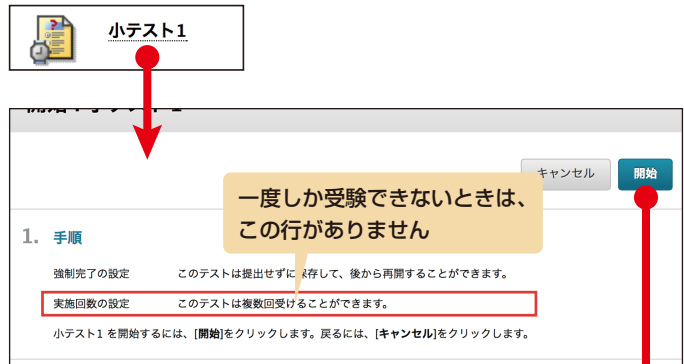 小テスト1
キャンセル
開始
一度しか受験できないときは、
この行がありません
1. 手順
強制完了の設定 このテストは提出せずに保存して、後から再開することができます。
実施回数の設定 このテストは複数回受けることができます。
小テスト1 を開始するには、[開始]をクリックします。戻るには、[キャンセル]をクリックします。